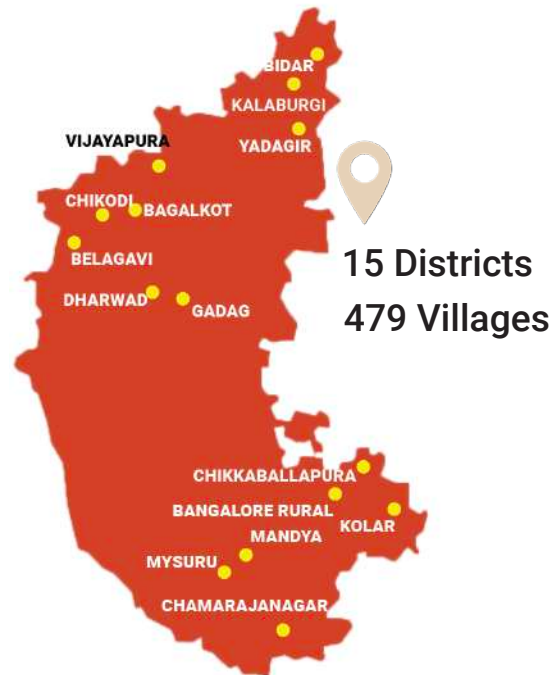 BIDAR
KALABURGI
YADAGIR
VIJAYAPURA
CHIKODI
BAGALKOT
BELAGAVI
DHARWAD
GADAG
15 Districts
479 Villages
CHIKKABALLAPURA
BANGALORE RURAL
KOLAR
MANDYA
MYSURU
CHAMARAJANAGAR